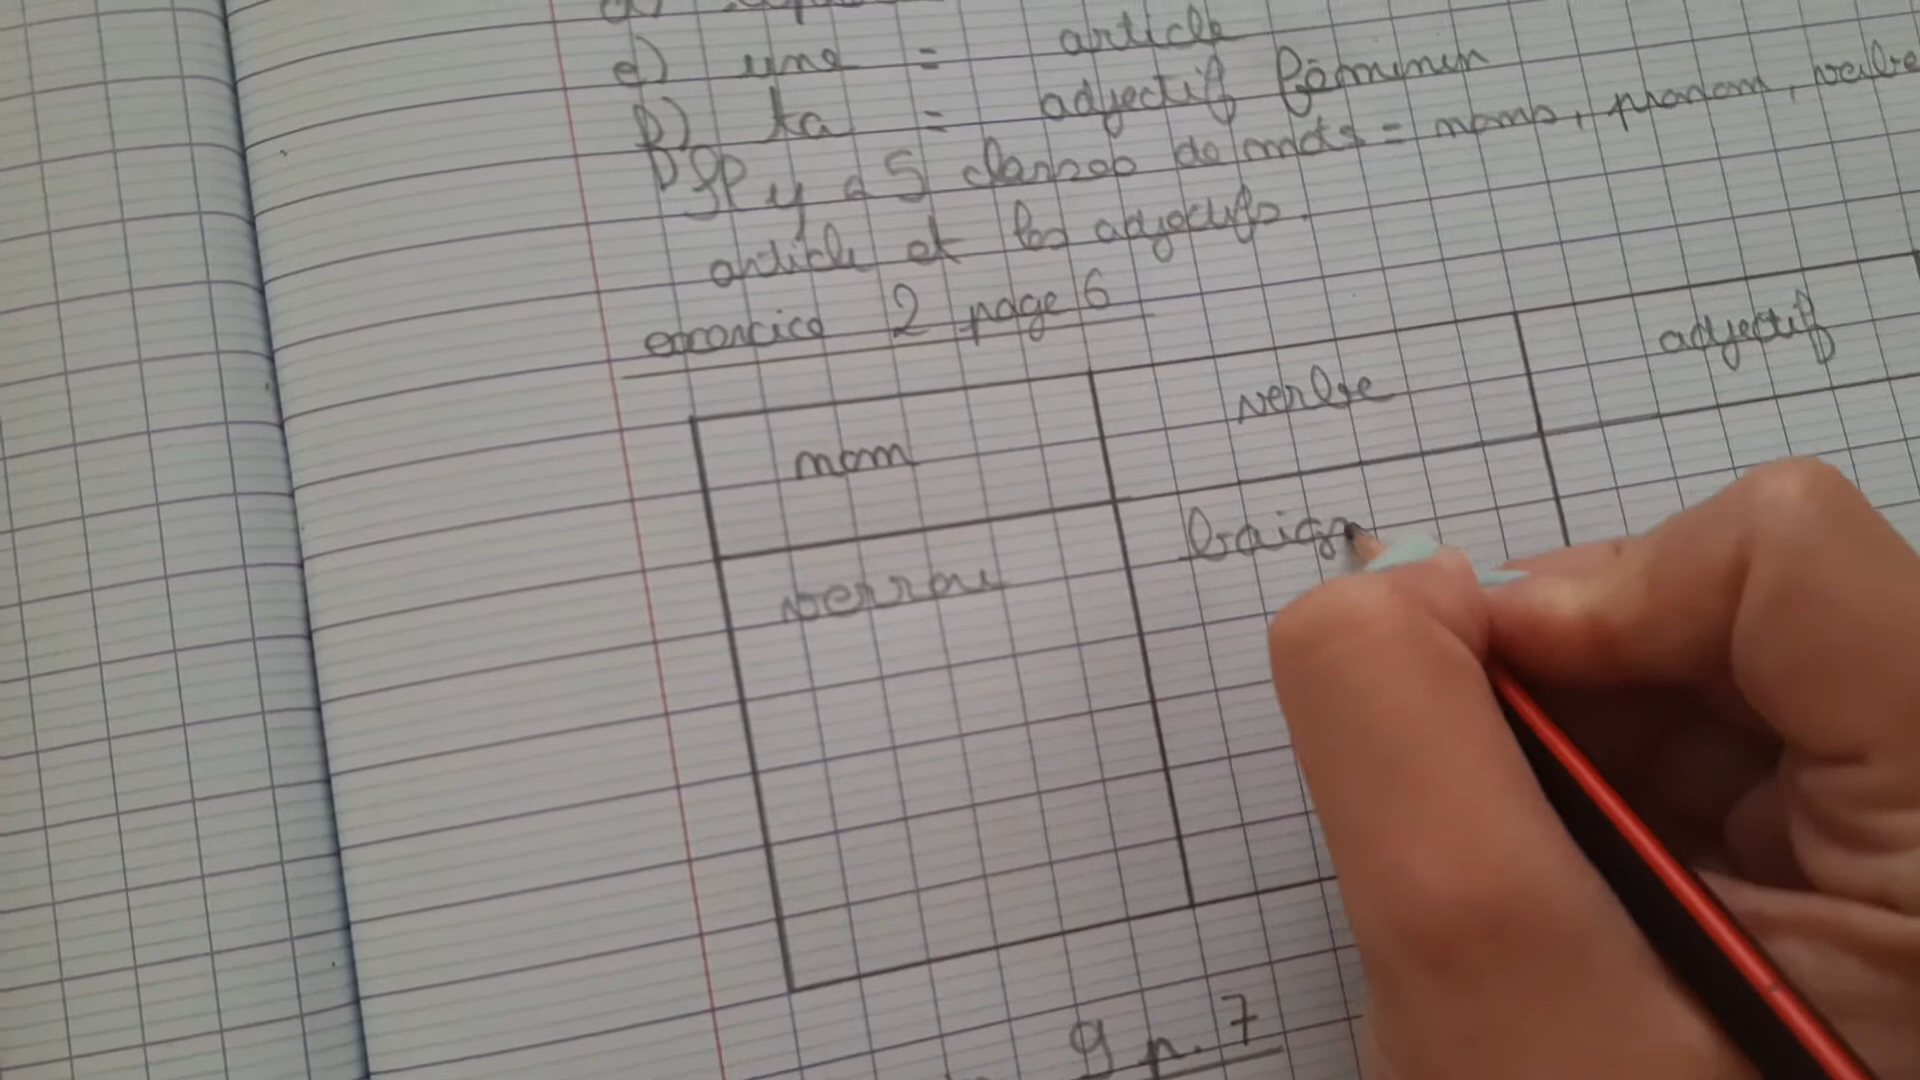 e) une = article
f) ta = adjectif féminin
Il y a 5 classes de mots = noms, pronom, verbe
article et les adjectifs.
exercice 2 page 6
nom verbe adjectif
verrou baign
9 p. 7